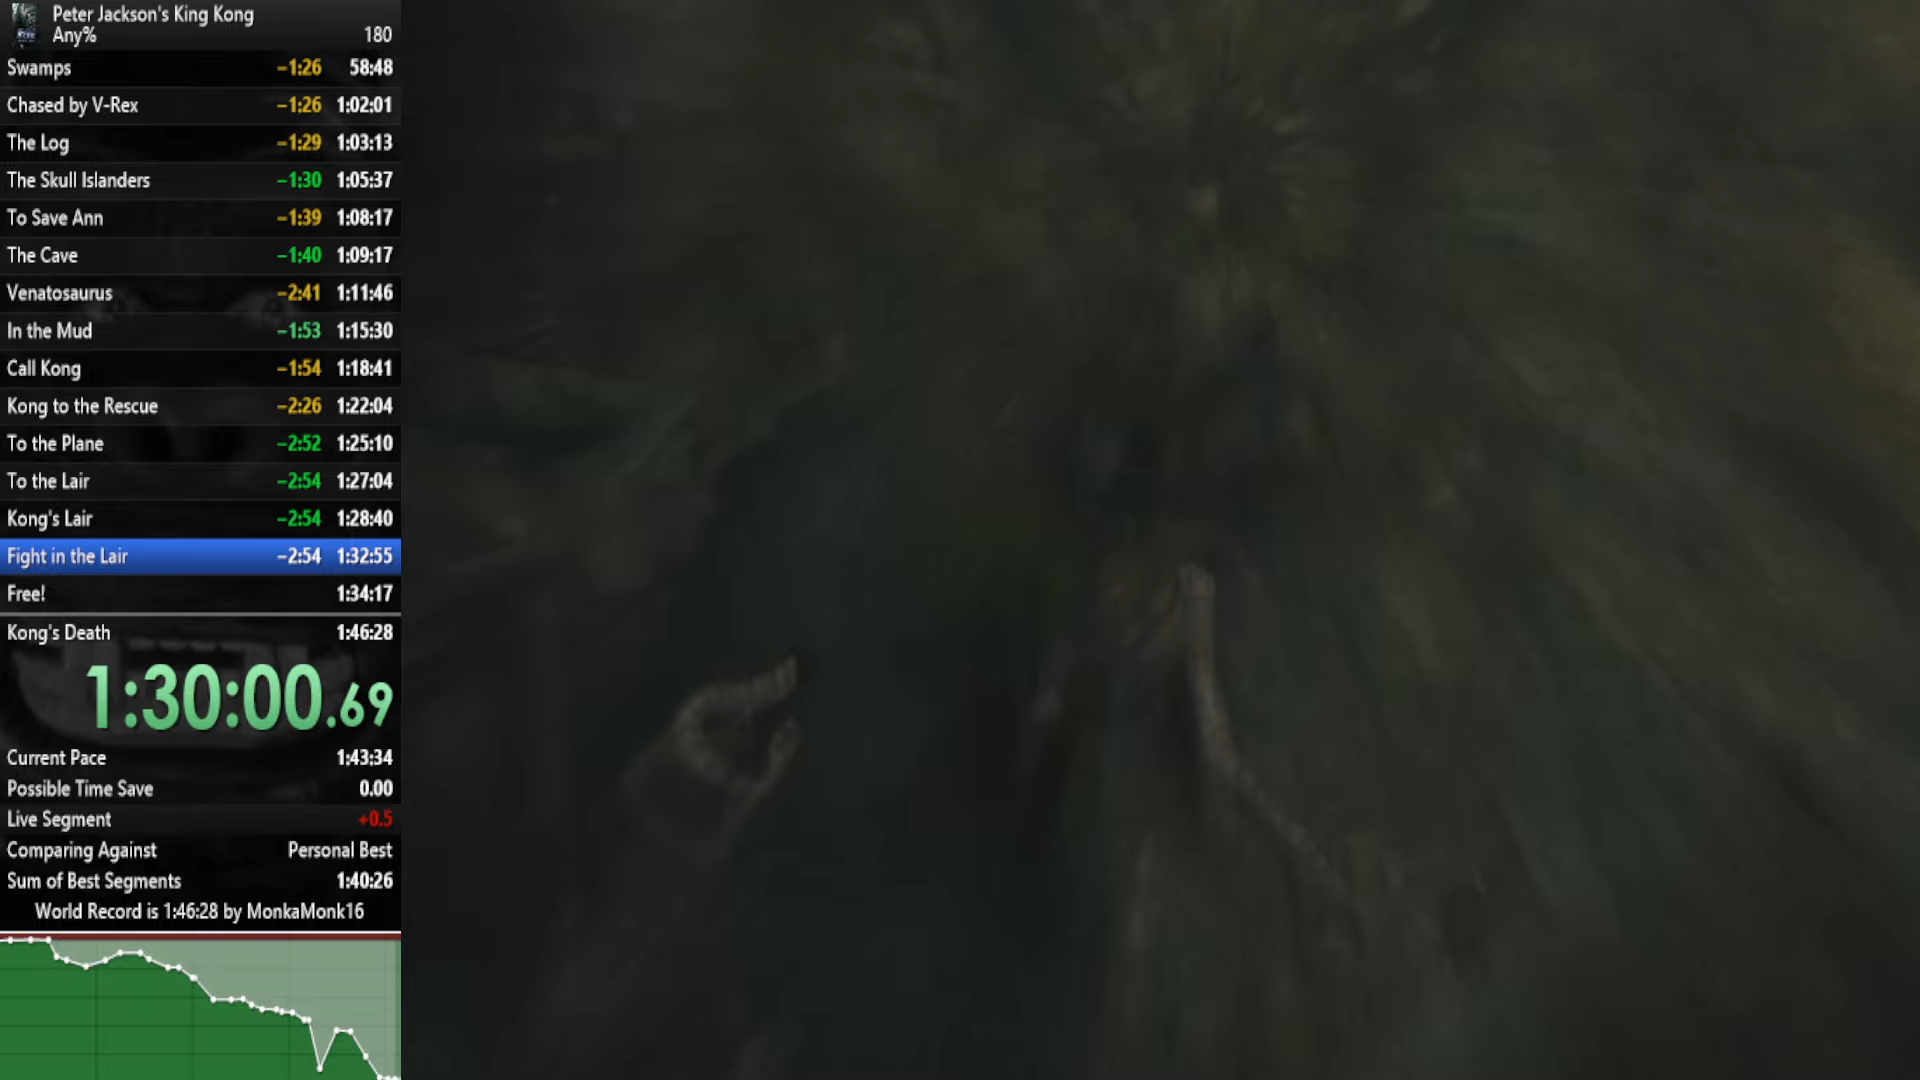 Peter Jackson's King Kong
Any% 180
Swamps −1:26 58:48
Chased by V-Rex −1:26 1:02:01
The Log −1:29 1:03:13
The Skull Islanders −1:30 1:05:37
To Save Ann −1:39 1:08:17
The Cave −1:40 1:09:17
Venatosaurus −2:41 1:11:46
In the Mud −1:53 1:15:30
Call Kong −1:54 1:18:41
Kong to the Rescue −2:26 1:22:04
To the Plane −2:52 1:25:10
To the Lair −2:54 1:27:04
Kong's Lair −2:54 1:28:40
Fight in the Lair −2:54 1:32:55
Free! 1:34:17
Kong's Death 1:46:28
1:30:00.69
Current Pace 1:43:34
Possible Time Save 0.00
Live Segment +0.5
Comparing Against Personal Best
Sum of Best Segments 1:40:26
World Record is 1:46:28 by MonkaMonk16